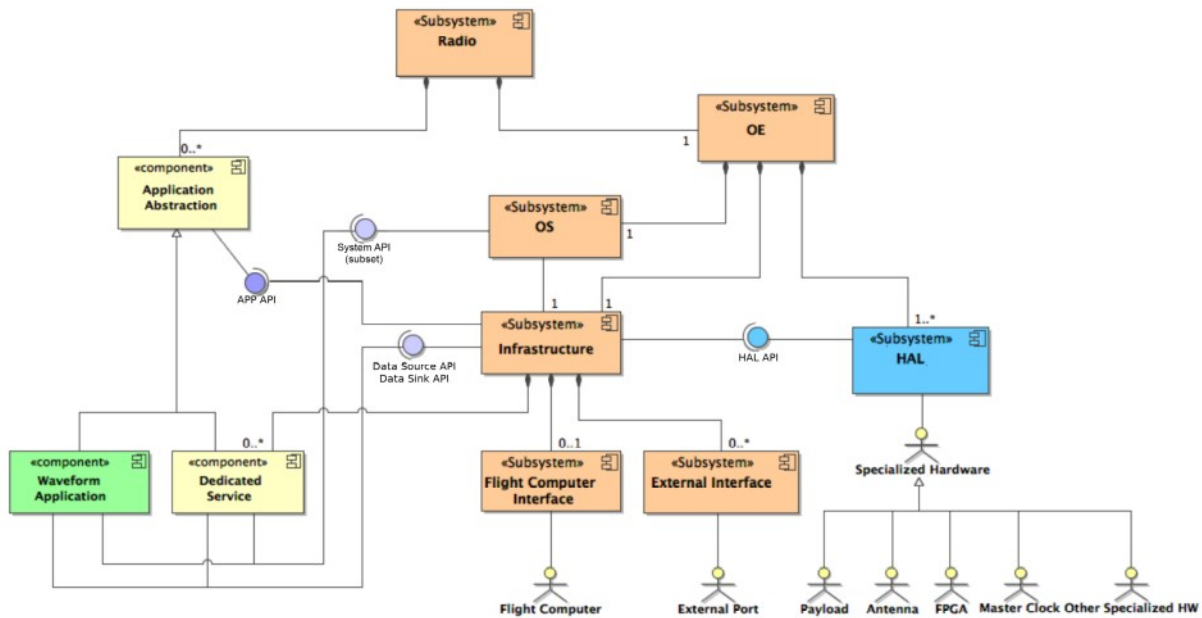 «Subsystem»
Radio
«Subsystem»
OE
1
0..*
«component»
Application
Abstraction
«Subsystem»
OS
1
System API
(subset)
APP API
1
1
1..*
«Subsystem»
Infrastructure
HAL API
«Subsystem»
HAL
Data Source API
Data Sink API
0..*
0..1
0..*
«component»
Waveform
Application
«component»
Dedicated
Service
«Subsystem»
Flight Computer
Interface
«Subsystem»
External Interface
Specialized Hardware
Flight Computer
External Port
Payload
Antenna
FPGA
Master Clock
Other Specialized HW